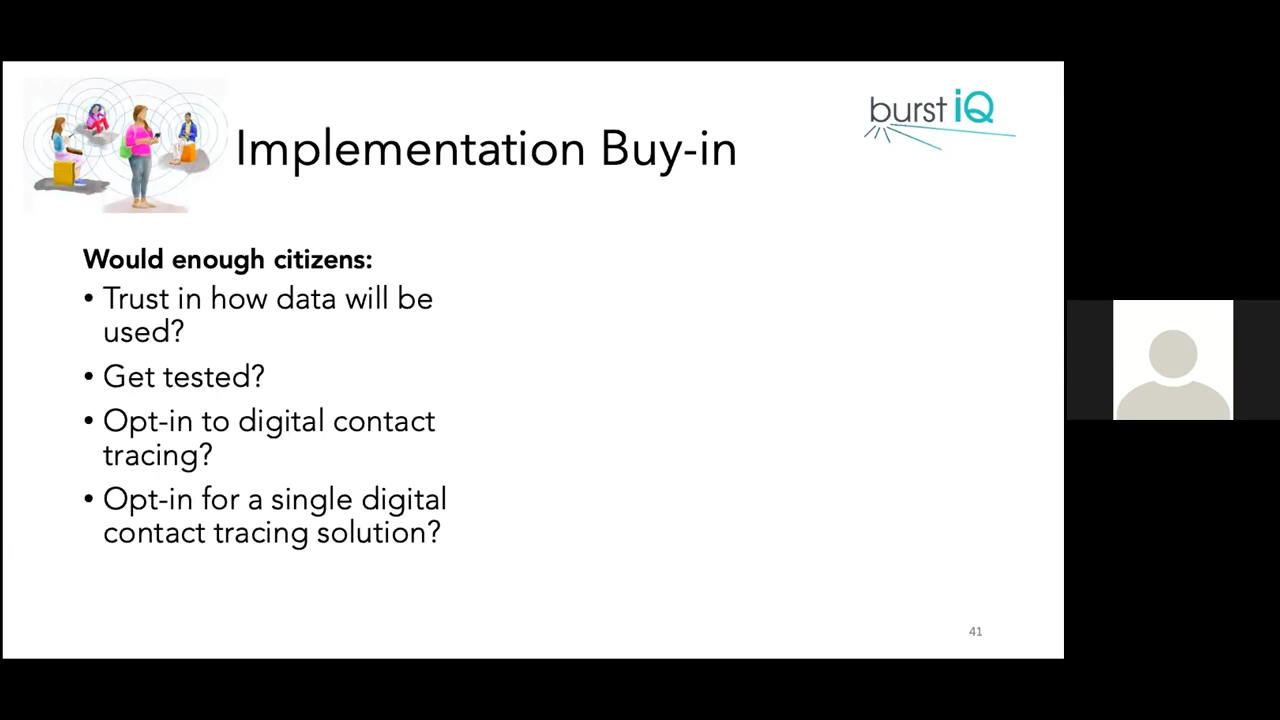 burst iQ
Implementation Buy-in
Would enough citizens:
• Trust in how data will be
used?
• Get tested?
• Opt-in to digital contact
tracing?
• Opt-in for a single digital
contact tracing solution?
41